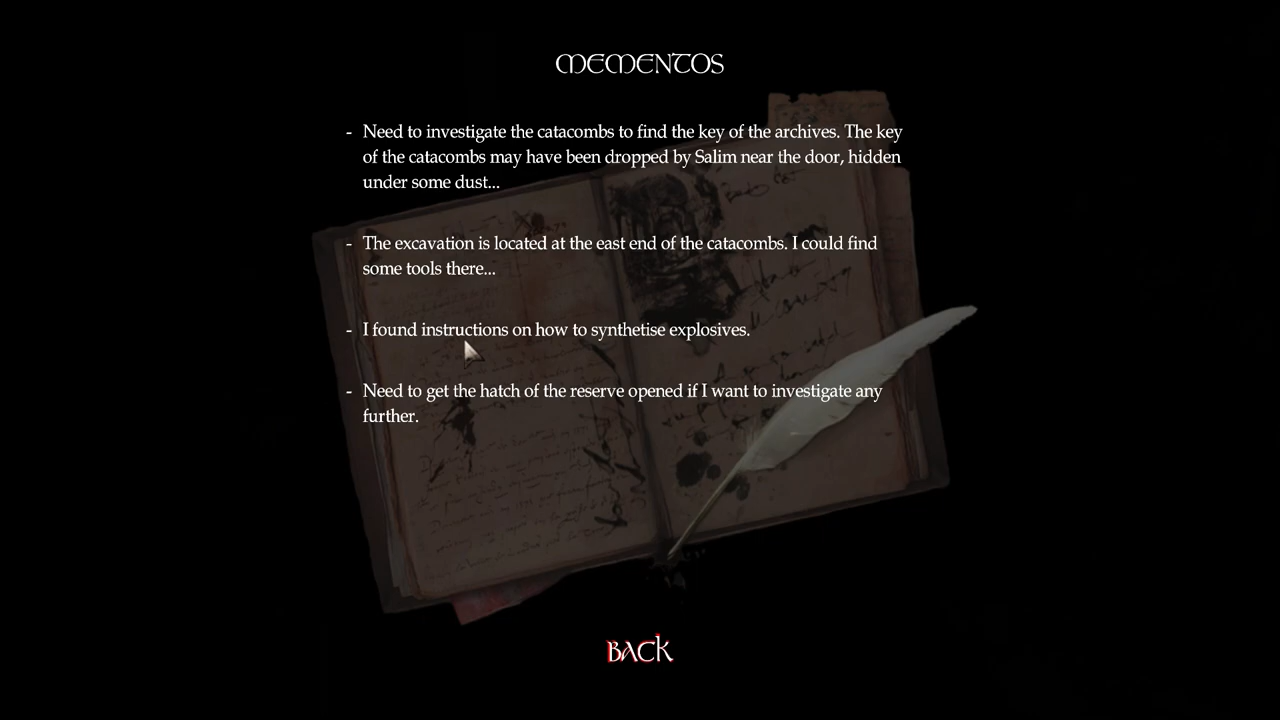 MEMENTOS
- Need to investigate the catacombs to find the key of the archives. The key
of the catacombs may have been dropped by Salim near the door, hidden
under some dust...
- The excavation is located at the east end of the catacombs. I could find
some tools there...
- I found instructions on how to synthetise explosives.
- Need to get the hatch of the reserve opened if I want to investigate any
further.
BACK